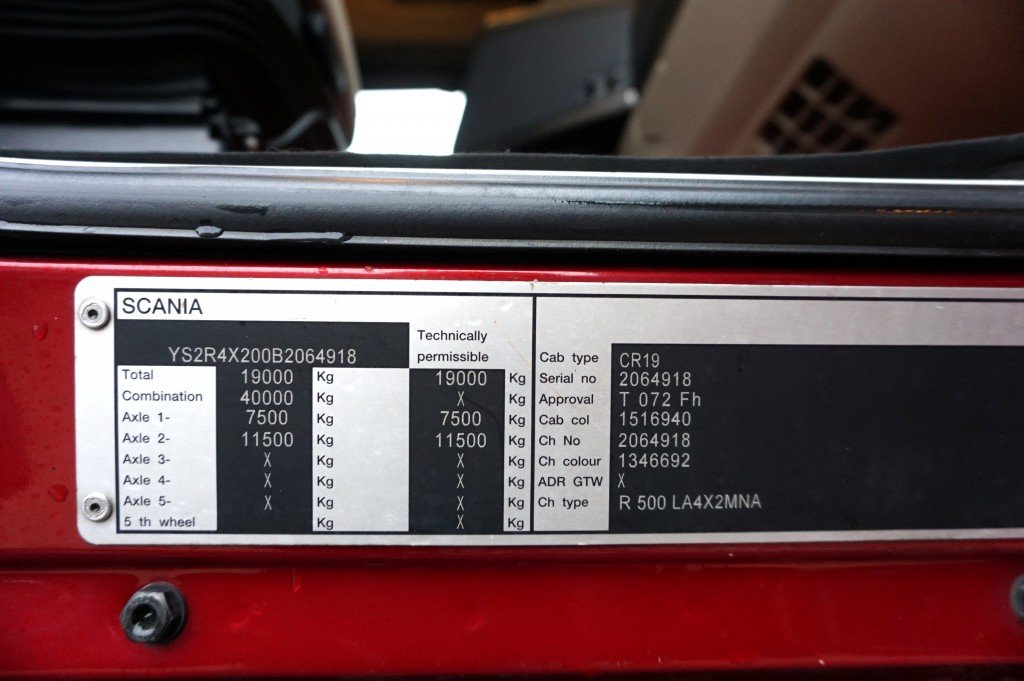 SCANIA
Technically
permissible
YS2R4X200B2064918
Total 19000 Kg 19000 Kg
Combination 40000 Kg X Kg
Axle 1- 7500 Kg 7500 Kg
Axle 2- 11500 Kg 11500 Kg
Axle 3- X Kg X Kg
Axle 4- X Kg X Kg
Axle 5- X Kg X Kg
5 th wheel Kg X Kg
Cab type CR19
Serial no 2064918
Approval T 072 Fh
Cab col 1516940
Ch No 2064918
Ch colour 1346692
ADR GTW X
Ch type R 500 LA4X2MNA